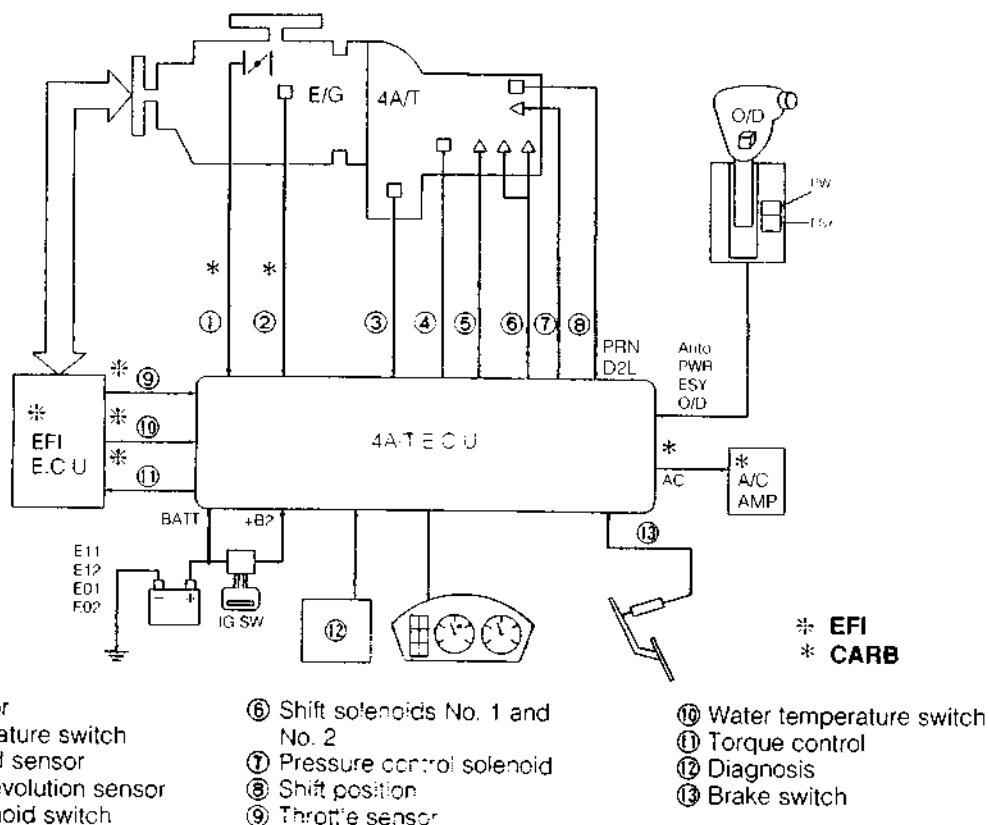 E/G
4A/T
O/D
PW
ESY
*
*
①
②
③
④
⑤
⑥
⑦
⑧
PRN
D2L
Auto
PWR
ESY
O/D
⑨
⑩
⑪
EFI
E.C.U
4A·T E C U
AC
A/C
AMP
BATT
+B2
⑬
E11
E12
E01
E02
- +
IG SW
⑫
❊ EFI
* CARB
or
ature switch
d sensor
evolution sensor
noid switch
⑥ Shift solenoids No. 1 and
No. 2
⑦ Pressure control solenoid
⑧ Shift position
⑨ Throttle sensor
⑩ Water temperature switch
⑪ Torque control
⑫ Diagnosis
⑬ Brake switch